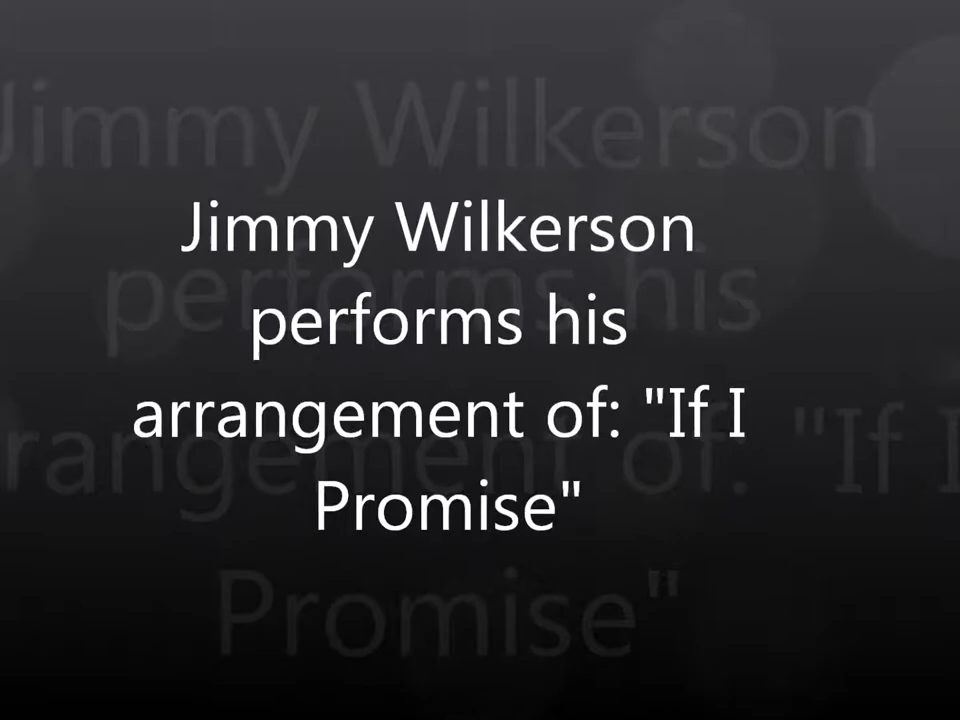 Jimmy Wilkerson
performs his
arrangement of: "If I
Promise"